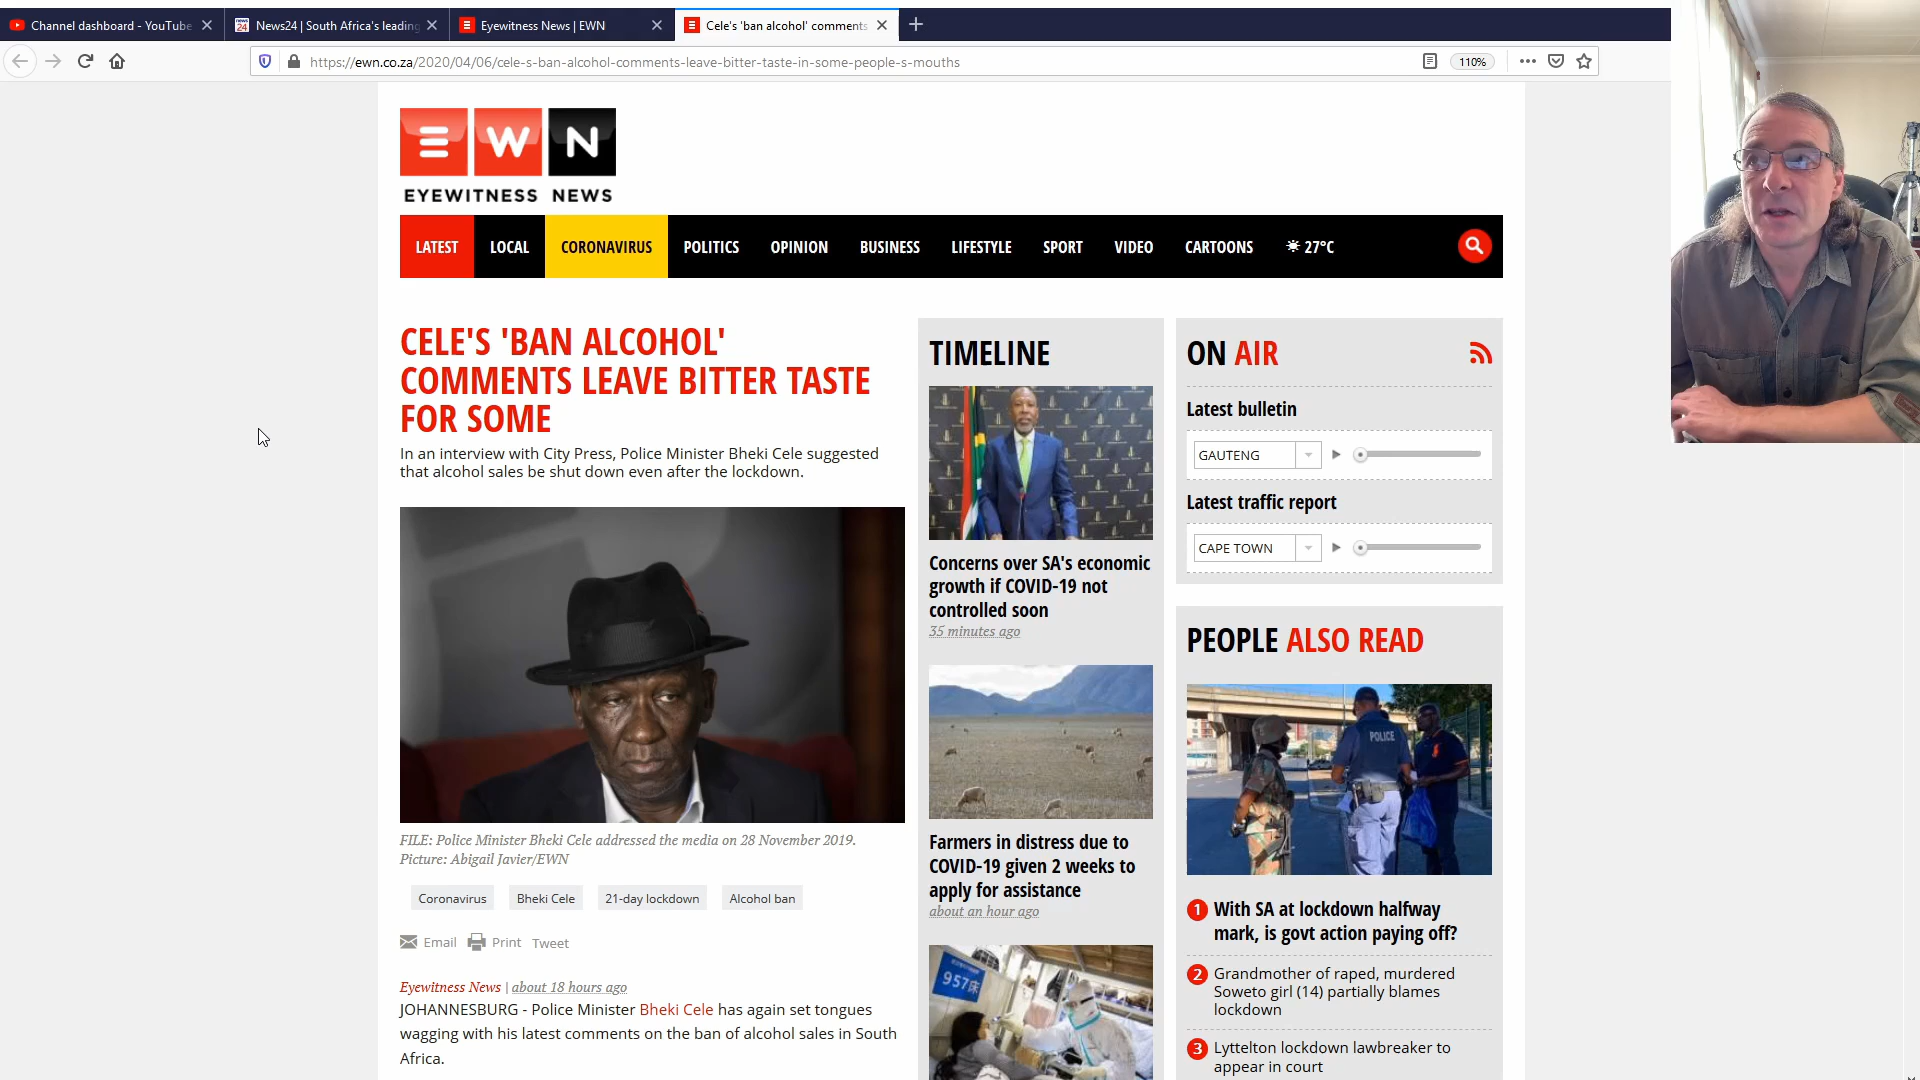 Channel dashboard - YouTube
News24 | South Africa's leading
Eyewitness News | EWN
Cele's 'ban alcohol' comments
https://ewn.co.za/2020/04/06/cele-s-ban-alcohol-comments-leave-bitter-taste-in-some-people-s-mouths
110%
E W N
EYEWITNESS NEWS
LATEST
LOCAL
CORONAVIRUS
POLITICS
OPINION
BUSINESS
LIFESTYLE
SPORT
VIDEO
CARTOONS
27°C
CELE'S 'BAN ALCOHOL'
COMMENTS LEAVE BITTER TASTE
FOR SOME
In an interview with City Press, Police Minister Bheki Cele suggested
that alcohol sales be shut down even after the lockdown.
FILE: Police Minister Bheki Cele addressed the media on 28 November 2019.
Picture: Abigail Javier/EWN
Coronavirus
Bheki Cele
21-day lockdown
Alcohol ban
Email
Print
Tweet
Eyewitness News | about 18 hours ago
JOHANNESBURG - Police Minister Bheki Cele has again set tongues
wagging with his latest comments on the ban of alcohol sales in South
Africa.
TIMELINE
Concerns over SA's economic
growth if COVID-19 not
controlled soon
35 minutes ago
Farmers in distress due to
COVID-19 given 2 weeks to
apply for assistance
about an hour ago
957床
ON AIR
Latest bulletin
GAUTENG
Latest traffic report
CAPE TOWN
PEOPLE ALSO READ
POLICE
1 With SA at lockdown halfway
mark, is govt action paying off?
2 Grandmother of raped, murdered
Soweto girl (14) partially blames
lockdown
3 Lyttelton lockdown lawbreaker to
appear in court